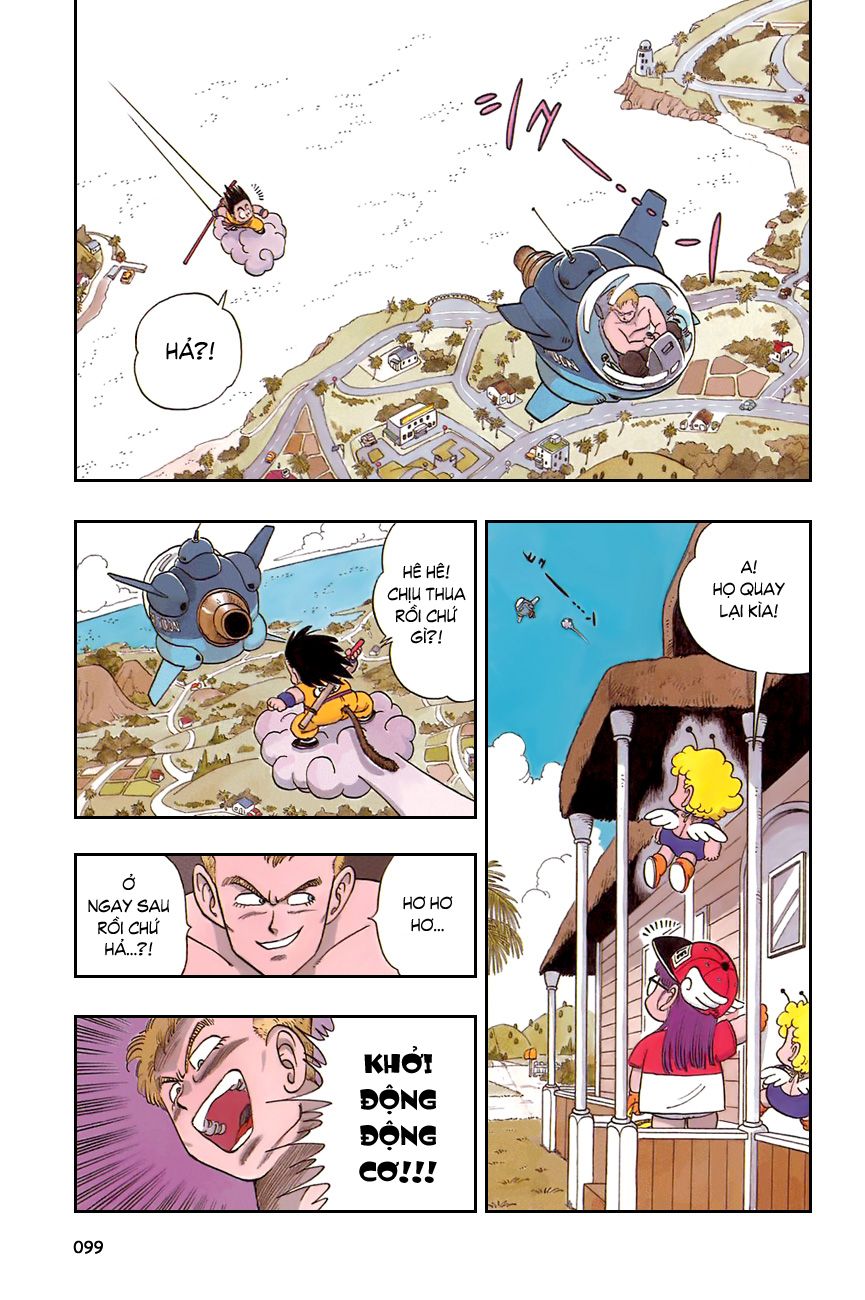 HẢ?!
A!
HỌ QUAY
LẠI KÌA!
HÊ HÊ!
CHỊU THUA
RỒI CHỨ
GÌ?!
HƠ HƠ
HƠ...
Ở
NGAY SAU
RỒI CHỨ
HẢ...?!
KHỞI
ĐỘNG
ĐỘNG
CƠ!!!
099